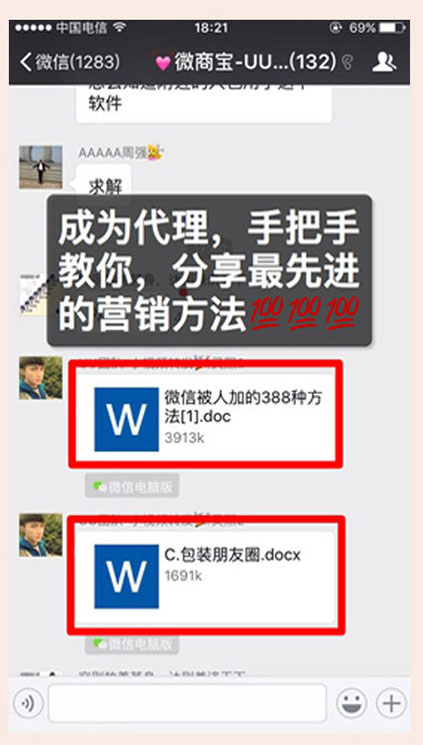 中国电信 18:21 69%
微信(1283) 微商宝-UU...(132)
软件
AAAAA周强
求解
成为代理，手把手
教你，分享最先进
的营销方法💯💯💯
W 微信被人加的388种方
法[1].doc
3913k
微信电脑版
W C.包装朋友圈.docx
1691k
微信电脑版